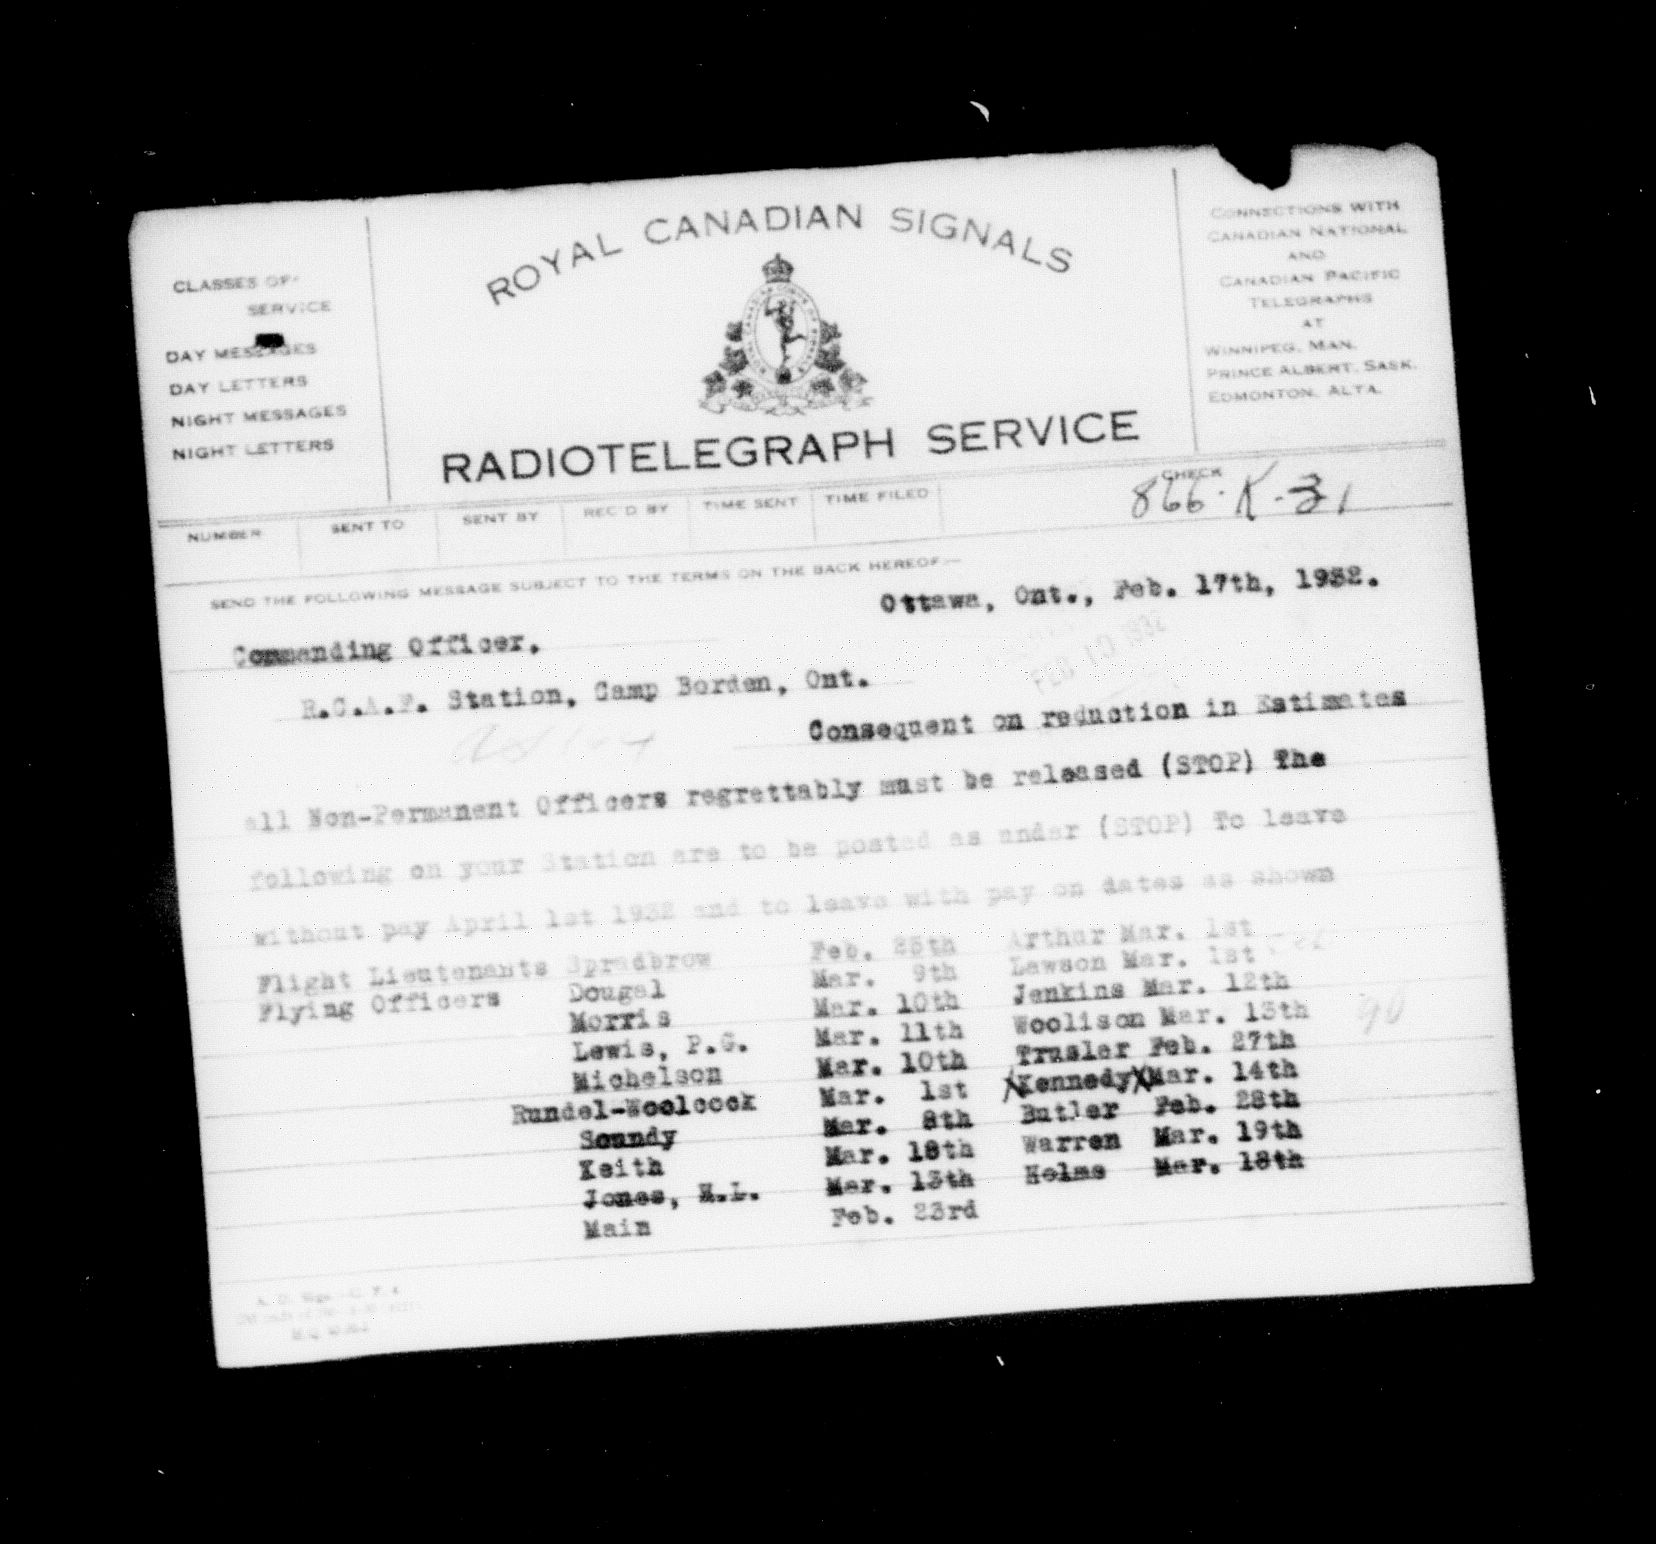 ROYAL CANADIAN SIGNALS
RADIOTELEGRAPH SERVICE
CLASSES OF
SERVICE
DAY MESSAGES
DAY LETTERS
NIGHT MESSAGES
NIGHT LETTERS
CONNECTIONS WITH
CANADIAN NATIONAL
AND
CANADIAN PACIFIC
TELEGRAPHS
AT
WINNIPEG, MAN.
PRINCE ALBERT, SASK.
EDMONTON, ALTA.
NUMBER SENT TO SENT BY REC'D BY TIME SENT TIME FILED CHECK
866-K-31
SEND THE FOLLOWING MESSAGE SUBJECT TO THE TERMS ON THE BACK HEREOF:—
Ottawa, Ont., Feb. 17th, 1932.
Commanding Officer,
R.C.A.F. Station, Camp Borden, Ont.
Consequent on reduction in Estimates
all Non-Permanent Officers regrettably must be released (STOP) The
following on your Station are to be posted as under (STOP) To leave
without pay April 1st 1932 and to leave with pay on dates as shown
Flight Lieutenants Spradbrow Feb. 25th Arthur Mar. 1st
Flying Officers Dougal Mar. 9th Lawson Mar. 1st
Morris Mar. 10th Jenkins Mar. 12th
Lewis, P.G. Mar. 11th Woolison Mar. 13th
Michelson Mar. 10th Trusler Feb. 27th
Rundel-Woolcock Mar. 1st Kennedy Mar. 14th
Soundy Mar. 8th Butler Feb. 28th
Keith Mar. 18th Warren Mar. 19th
Jones, H.L. Mar. 13th Holms Mar. 18th
Main Feb. 23rd
90